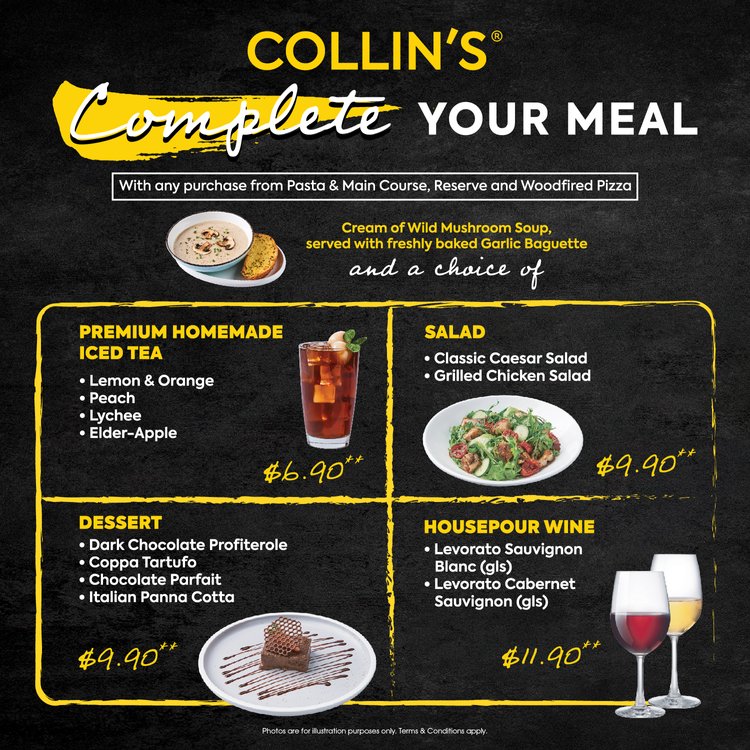 COLLIN'S®
Complete YOUR MEAL
With any purchase from Pasta & Main Course, Reserve and Woodfired Pizza
Cream of Wild Mushroom Soup,
served with freshly baked Garlic Baguette
and a choice of
PREMIUM HOMEMADE
ICED TEA
• Lemon & Orange
• Peach
• Lychee
• Elder-Apple
$6.90++
SALAD
• Classic Caesar Salad
• Grilled Chicken Salad
$9.90++
DESSERT
• Dark Chocolate Profiterole
• Coppa Tartufo
• Chocolate Parfait
• Italian Panna Cotta
$9.90++
HOUSEPOUR WINE
• Levorato Sauvignon
Blanc (gls)
• Levorato Cabernet
Sauvignon (gls)
$11.90++
Photos are for illustration purposes only. Terms & Conditions apply.